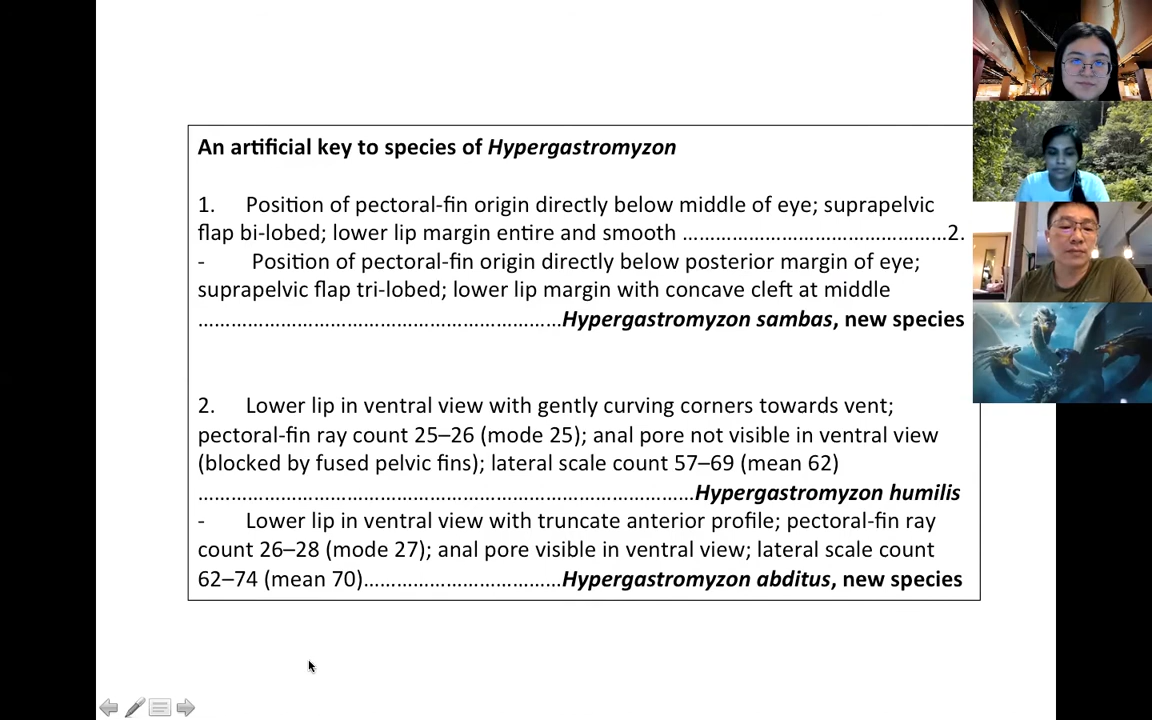 An artificial key to species of Hypergastromyzon
1. Position of pectoral-fin origin directly below middle of eye; suprapelvic
flap bi-lobed; lower lip margin entire and smooth ……………………………………2.
- Position of pectoral-fin origin directly below posterior margin of eye;
suprapelvic flap tri-lobed; lower lip margin with concave cleft at middle
……………………………………………………Hypergastromyzon sambas, new species
2. Lower lip in ventral view with gently curving corners towards vent;
pectoral-fin ray count 25–26 (mode 25); anal pore not visible in ventral view
(blocked by fused pelvic fins); lateral scale count 57–69 (mean 62)
………………………………………………………………………Hypergastromyzon humilis
- Lower lip in ventral view with truncate anterior profile; pectoral-fin ray
count 26–28 (mode 27); anal pore visible in ventral view; lateral scale count
62–74 (mean 70)……………………………Hypergastromyzon abditus, new species